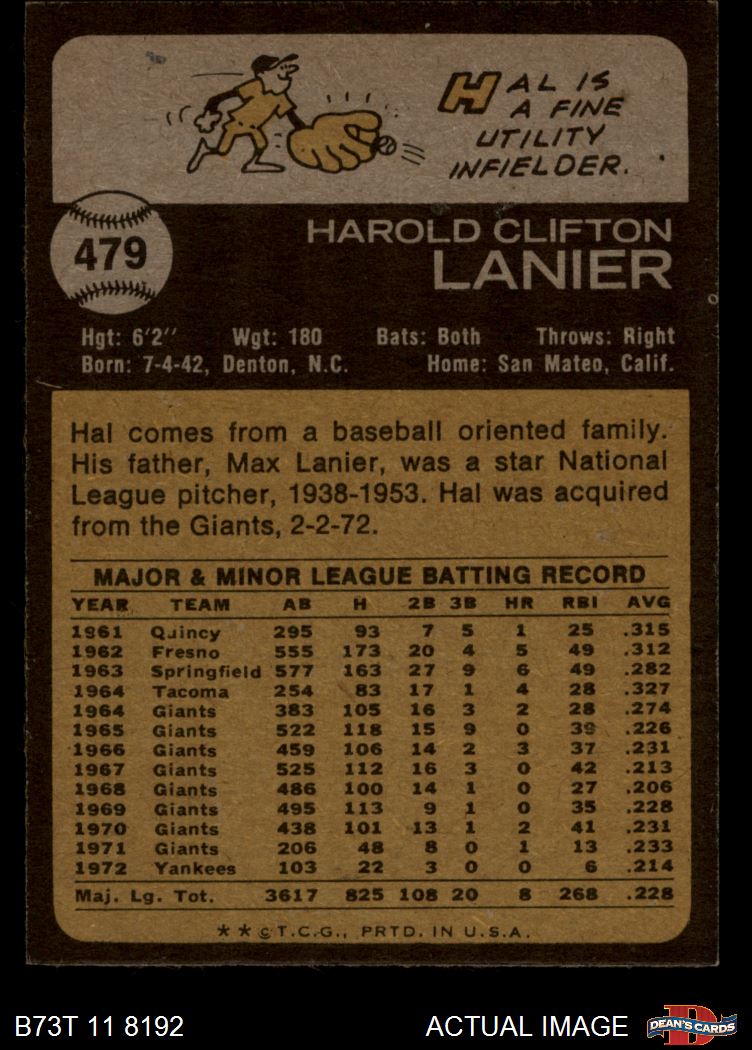 HAL IS
A FINE
UTILITY
INFIELDER.
479
HAROLD CLIFTON
LANIER
Hgt: 6'2" Wgt: 180 Bats: Both Throws: Right
Born: 7-4-42, Denton, N.C. Home: San Mateo, Calif.
Hal comes from a baseball oriented family.
His father, Max Lanier, was a star National
League pitcher, 1938-1953. Hal was acquired
from the Giants, 2-2-72.
MAJOR & MINOR LEAGUE BATTING RECORD
YEAR TEAM AB H 2B 3B HR RBI AVG
1961 Quincy 295 93 7 5 1 25 .315
1962 Fresno 555 173 20 4 5 49 .312
1963 Springfield 577 163 27 9 6 49 .282
1964 Tacoma 254 83 17 1 4 28 .327
1964 Giants 383 105 16 3 2 28 .274
1965 Giants 522 118 15 9 0 39 .226
1966 Giants 459 106 14 2 3 37 .231
1967 Giants 525 112 16 3 0 42 .213
1968 Giants 486 100 14 1 0 27 .206
1969 Giants 495 113 9 1 0 35 .228
1970 Giants 438 101 13 1 2 41 .231
1971 Giants 206 48 8 0 1 13 .233
1972 Yankees 103 22 3 0 0 6 .214
Maj. Lg. Tot. 3617 825 108 20 8 268 .228
**©T.C.G., PRTD. IN U.S.A.
B73T 11 8192 ACTUAL IMAGE DEAN'S CARDS